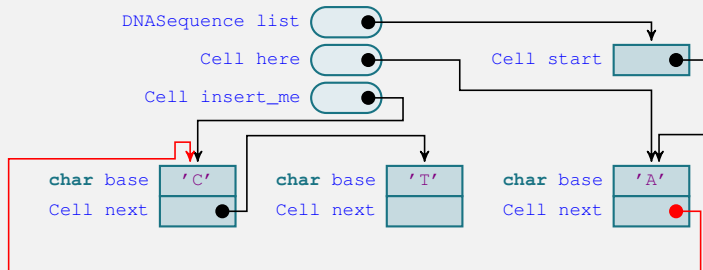 DNASequence list
Cell here
Cell start
Cell insert_me
char base 'C'
char base 'T'
char base 'A'
Cell next
Cell next
Cell next